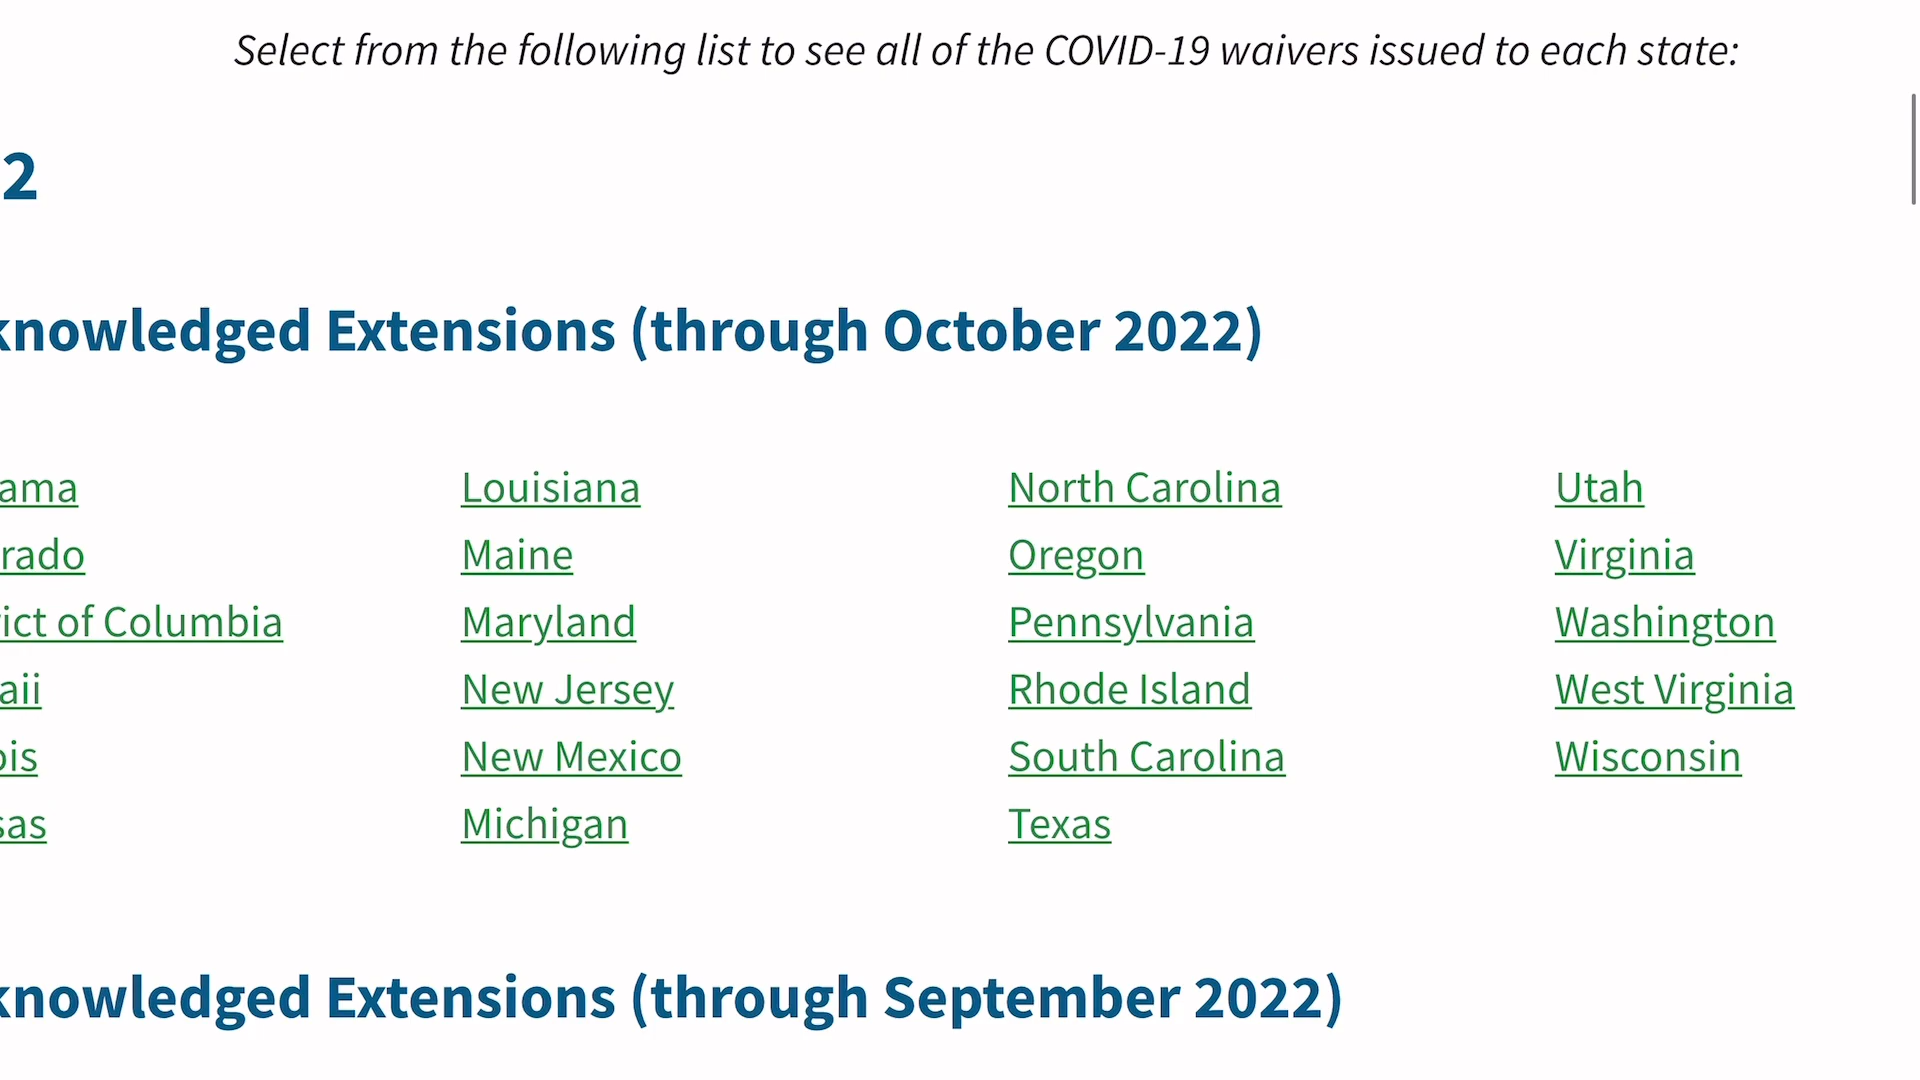 Select from the following list to see all of the COVID-19 waivers issued to each state:
2
knowledged Extensions (through October 2022)
ama Louisiana North Carolina Utah
rado Maine Oregon Virginia
ict of Columbia Maryland Pennsylvania Washington
aii New Jersey Rhode Island West Virginia
ois New Mexico South Carolina Wisconsin
sas Michigan Texas
knowledged Extensions (through September 2022)